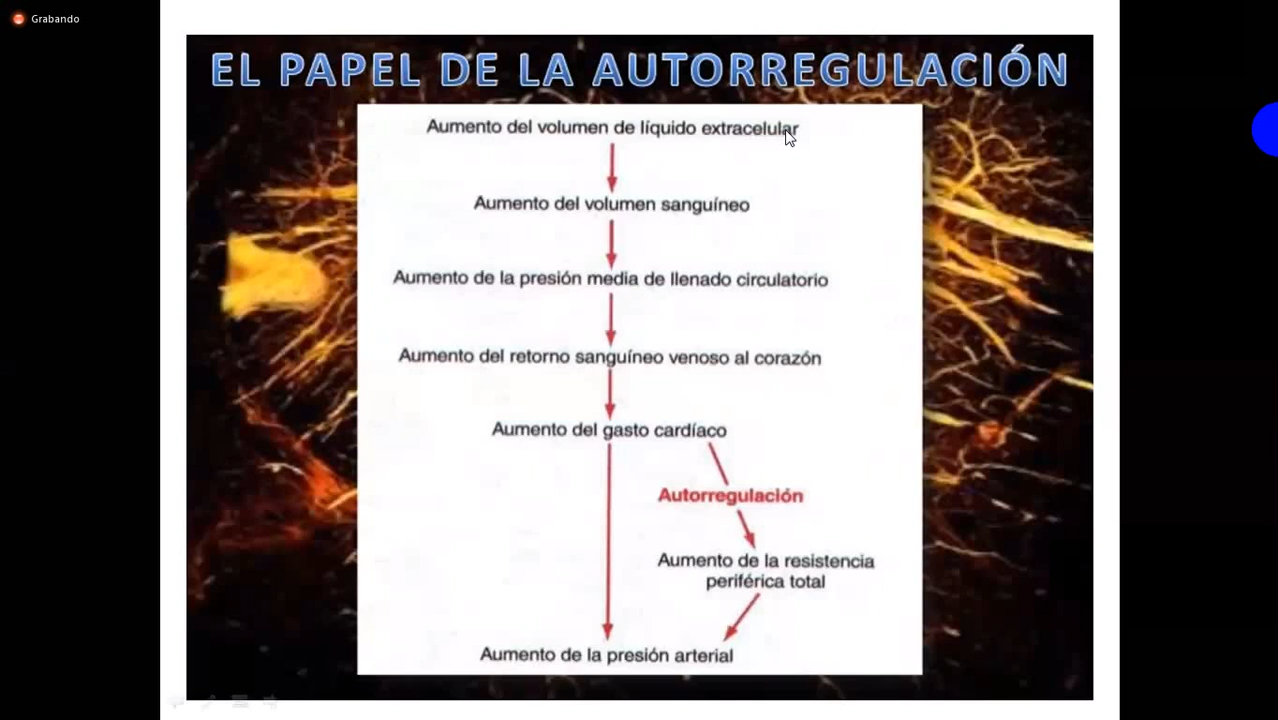 Grabando
EL PAPEL DE LA AUTORREGULACIÓN
Aumento del volumen de líquido extracelular
Aumento del volumen sanguíneo
Aumento de la presión media de llenado circulatorio
Aumento del retorno sanguíneo venoso al corazón
Aumento del gasto cardíaco
Autorregulación
Aumento de la resistencia
periférica total
Aumento de la presión arterial